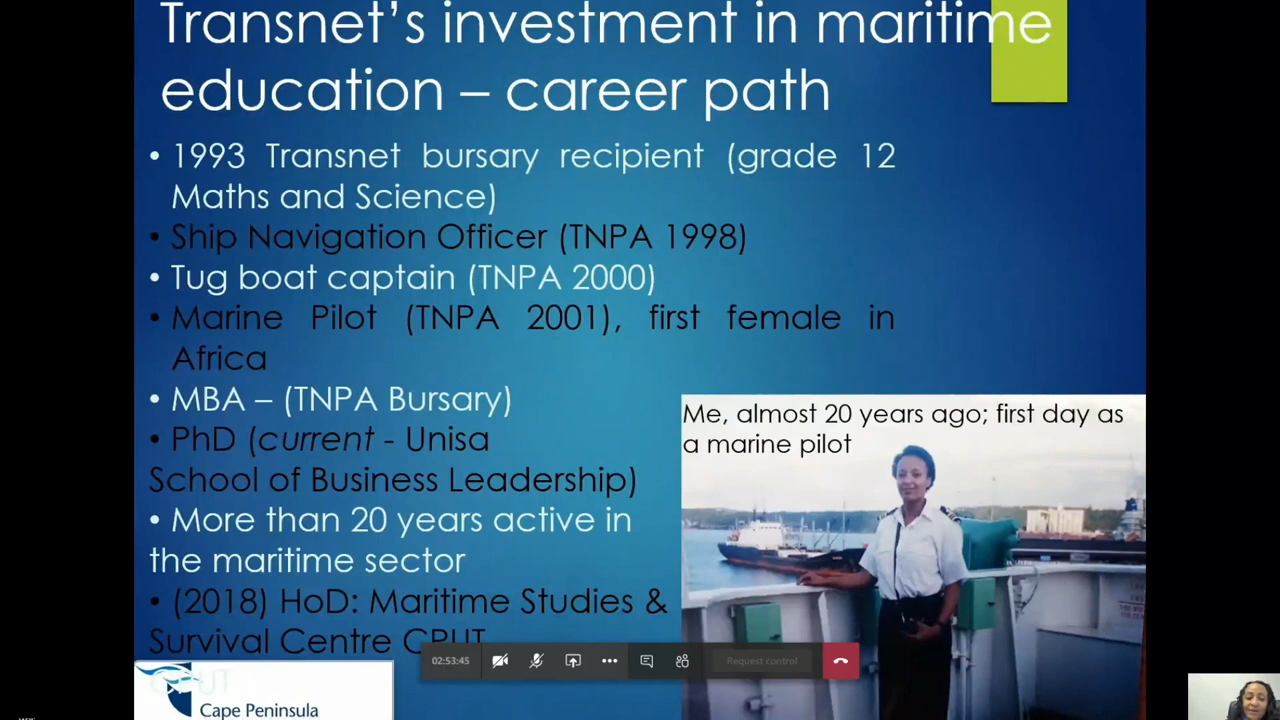 Transnet's investment in maritime
education – career path
• 1993 Transnet bursary recipient (grade 12
Maths and Science)
• Ship Navigation Officer (TNPA 1998)
• Tug boat captain (TNPA 2000)
• Marine Pilot (TNPA 2001), first female in
Africa
• MBA – (TNPA Bursary)
• PhD (current - Unisa
School of Business Leadership)
• More than 20 years active in
the maritime sector
• (2018) HoD: Maritime Studies &
Survival Centre CPUT
Me, almost 20 years ago; first day as
a marine pilot
02:53:45
Request control
CPUT
Cape Peninsula